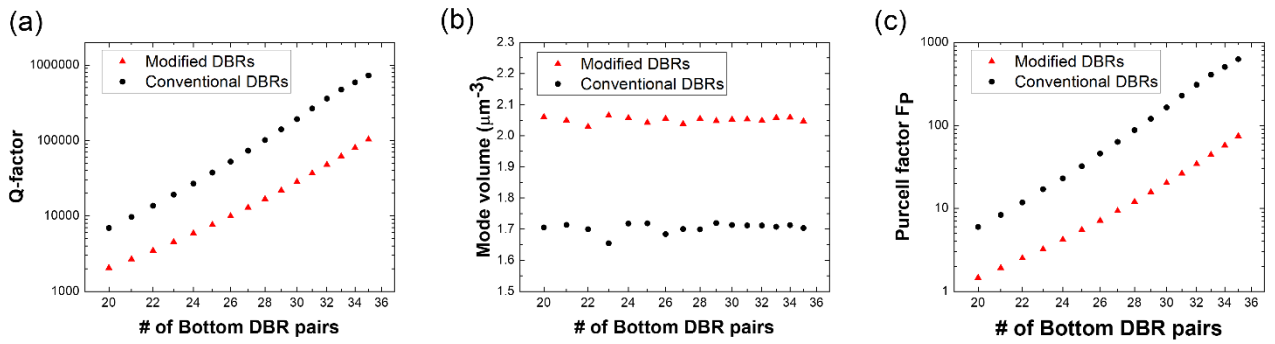 (a)
Modified DBRs
Conventional DBRs
1000000
100000
10000
1000
Q-factor
20 22 24 26 28 30 32 34 36
# of Bottom DBR pairs
(b)
Modified DBRs
Conventional DBRs
2.3
2.2
2.1
2.0
1.9
1.8
1.7
1.6
1.5
Mode volume (μm⁻³)
20 22 24 26 28 30 32 34 36
# of Bottom DBR pairs
(c)
Modified DBRs
Conventional DBRs
1000
100
10
1
Purcell factor FP
20 22 24 26 28 30 32 34 36
# of Bottom DBR pairs